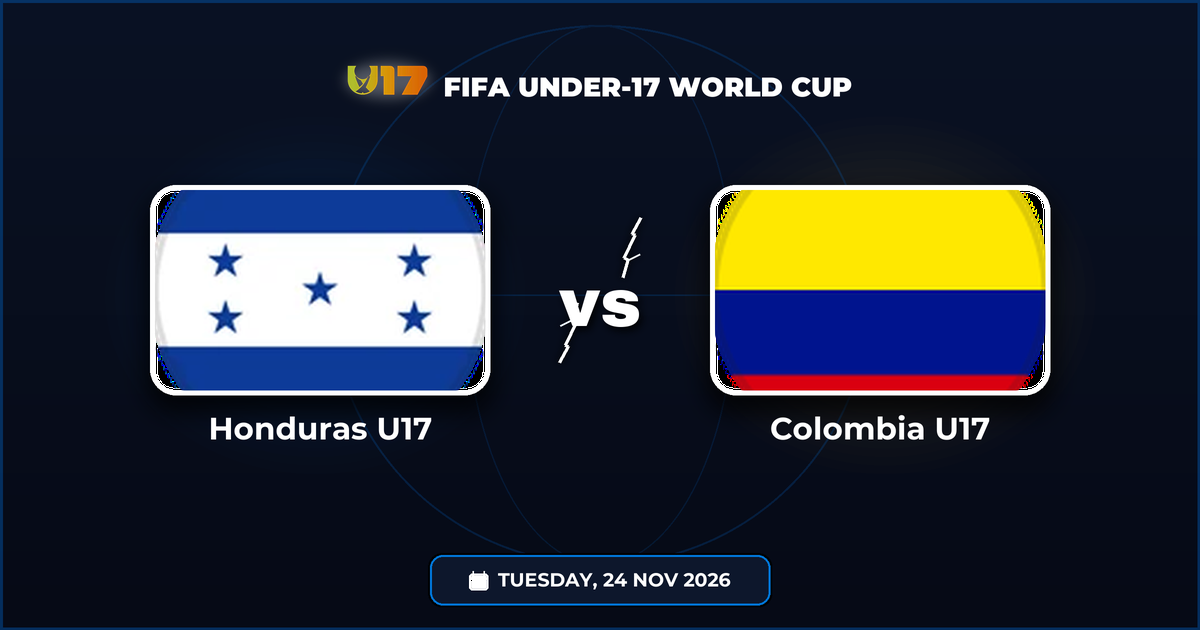 U17 FIFA UNDER-17 WORLD CUP
VS
Honduras U17
Colombia U17
TUESDAY, 24 NOV 2026